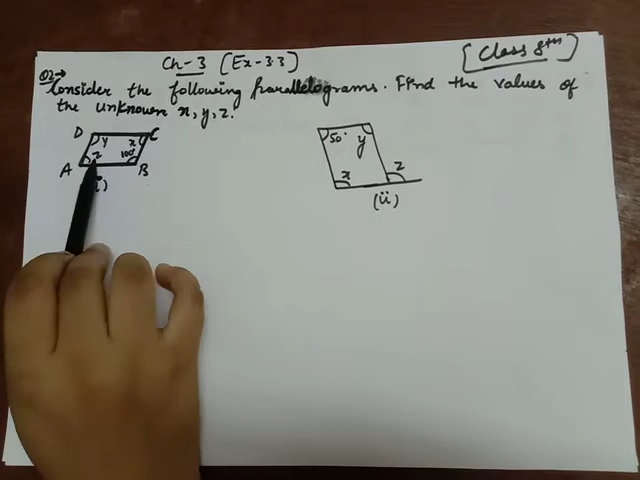 Ch-3 (Ex-3.3)
[Class 8th]
Q2→ Consider the following parallelograms. Find the values of
the unknown x, y, z.
D y x C
A z 100° B
50° y
x z
(ii)